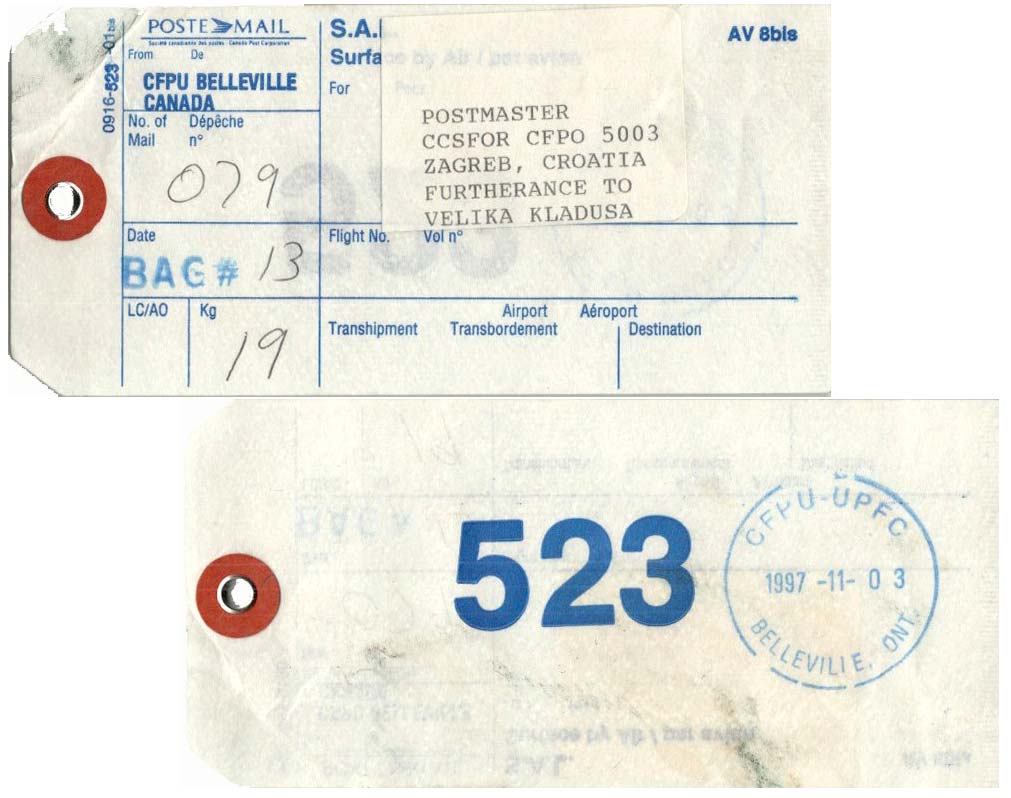 POSTE MAIL
Société canadienne des postes - Canada Post Corporation
From De
CFPU BELLEVILLE
CANADA
0916-523 -01
No. of Dépêche
Mail n°
079
Date
BAG # 13
LC/AO Kg
19
S.A.L.
Surface by Air / par avion
For Pour
AV 8bis
POSTMASTER
CCSFOR CFPO 5003
ZAGREB, CROATIA
FURTHERANCE TO
VELIKA KLADUSA
Flight No. Vol n°
Airport Aéroport
Transhipment Transbordement Destination
523
CFPU-UPFC
1997-11-03
BELLEVILLE, ONT.